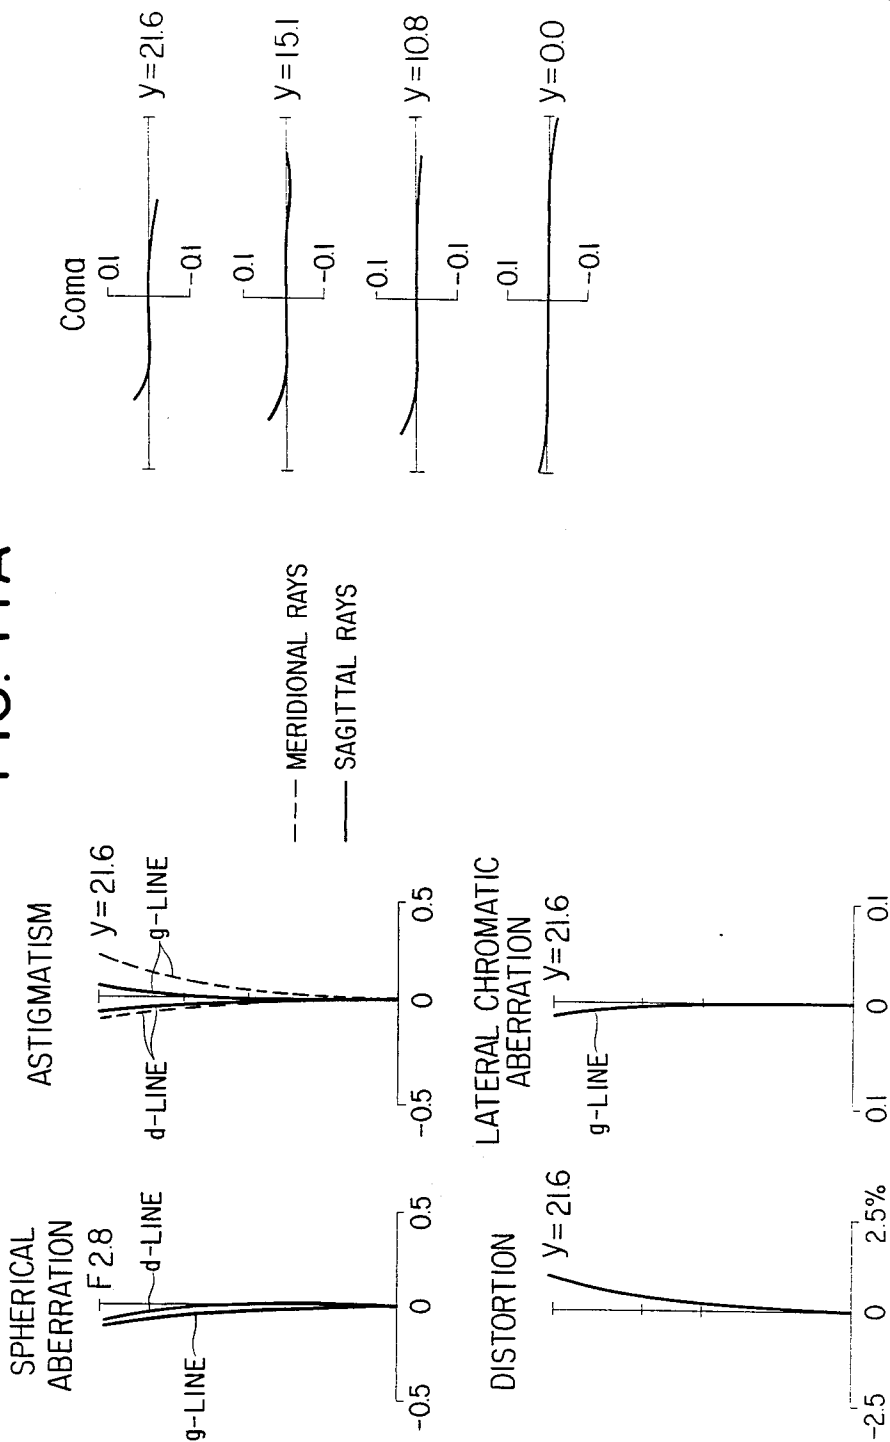 SPHERICAL
ABERRATION
F 2.8
d-LINE
g-LINE
-0.5 0 0.5
ASTIGMATISM
y=21.6
g-LINE
d-LINE
-0.5 0 0.5
--- MERIDIONAL RAYS
— SAGITTAL RAYS
DISTORTION
y=21.6
-2.5 0 2.5%
LATERAL CHROMATIC
ABERRATION
y=21.6
g-LINE
0.1 0 0.1
Coma
0.1
-0.1
y=21.6
0.1
-0.1
y=15.1
0.1
-0.1
y=10.8
0.1
-0.1
y=0.0